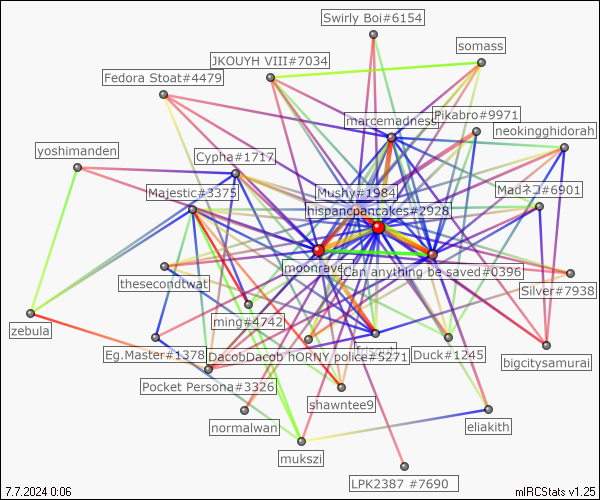 Swirly Boi#6154
somass
JKOUYH VIII#7034
Fedora Stoat#4479
marcemadness
Pikabro#9971
neokingghidorah
yoshimanden
Cypha#1717
Majestic#3375
Mushy#1984
Madネコ#6901
hispanicpancakes#2928
moonrave
Can anything be saved#0396
thesecondtwat
Silver#7938
ming#4742
zebula
Eg.Master#1378
DacobDacob hORNY police#5271
Duck#1245
bigcitysamurai
Pocket Persona#3326
shawntee9
normalwan
eliakith
mukszi
LPK2387 #7690
7.7.2024 0:06
mIRCStats v1.25